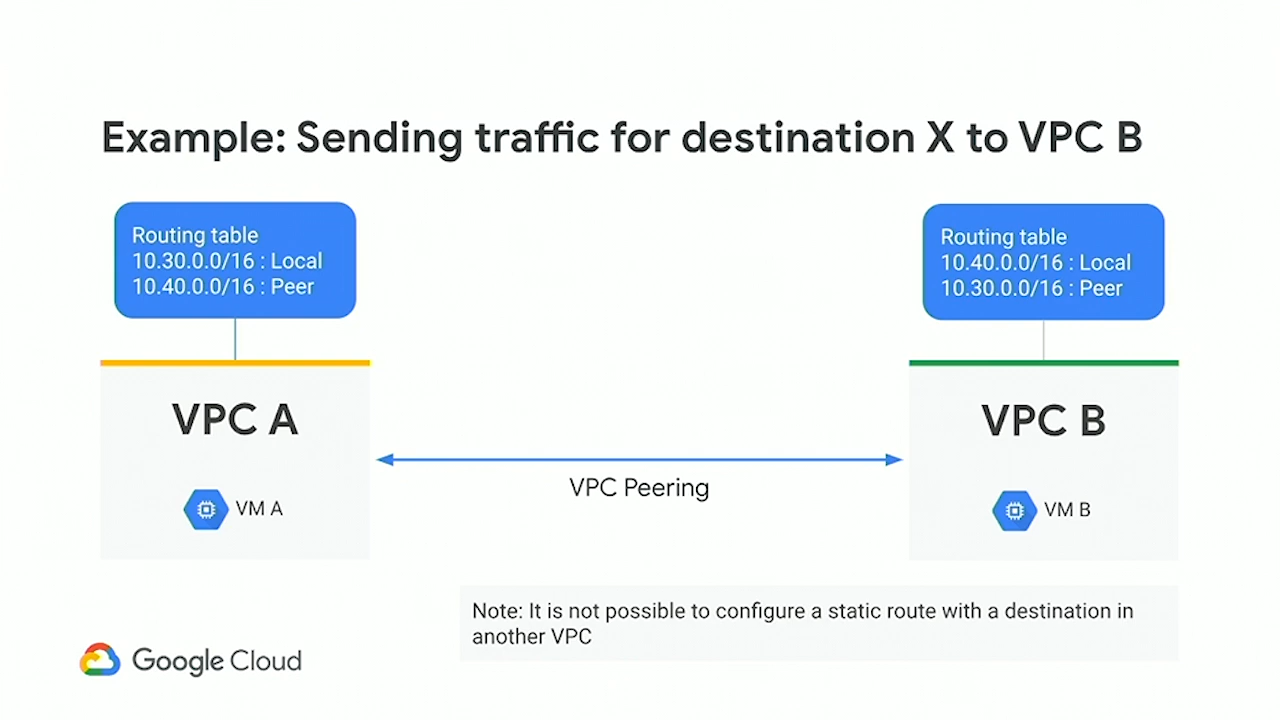 Example: Sending traffic for destination X to VPC B
Routing table
10.30.0.0/16 : Local
10.40.0.0/16 : Peer
Routing table
10.40.0.0/16 : Local
10.30.0.0/16 : Peer
VPC A
VPC B
VPC Peering
VM A
VM B
Note: It is not possible to configure a static route with a destination in
another VPC
Google Cloud